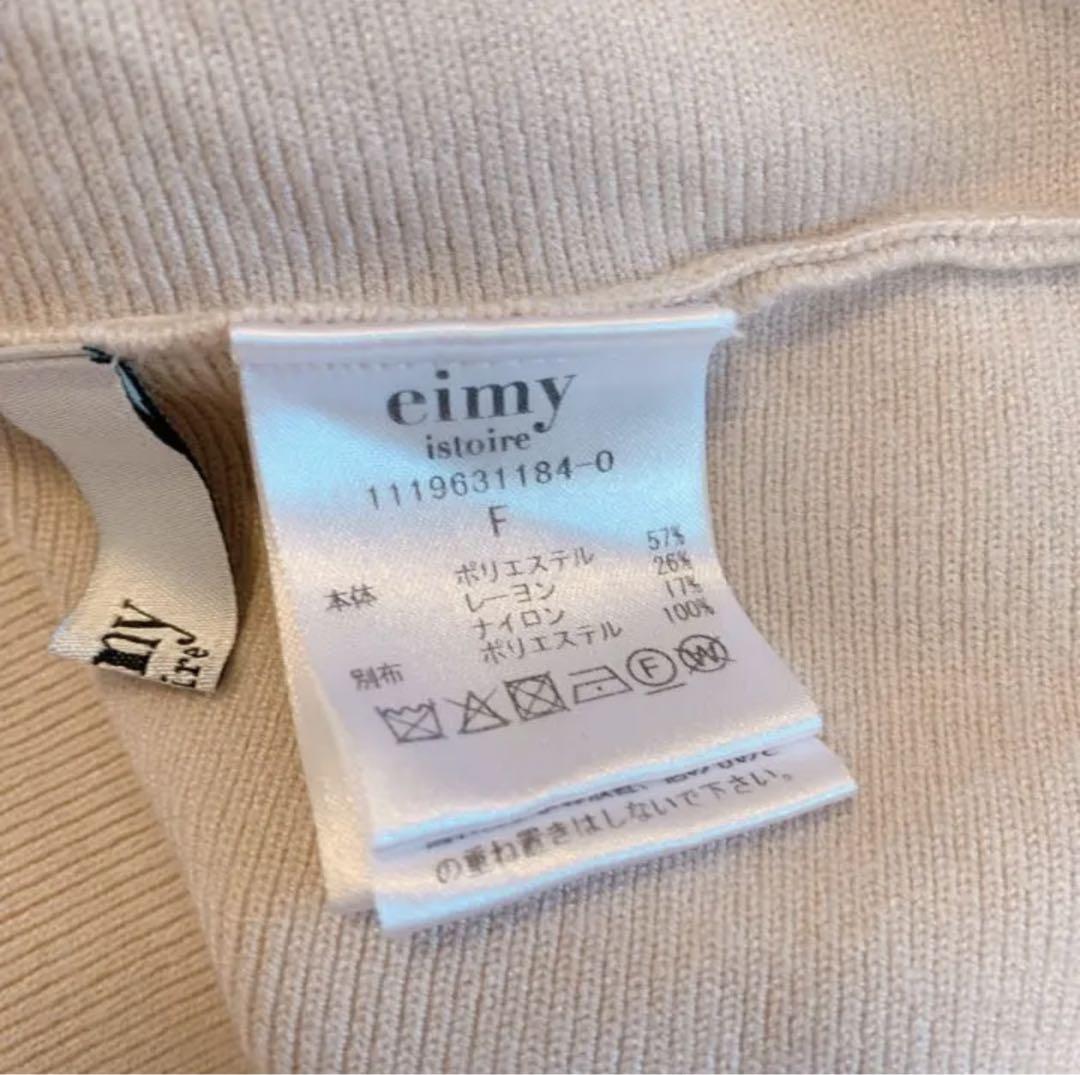 eimy
istoire
1119631184-0
F
本体 ポリエステル 57%
レーヨン 26%
ナイロン 17%
別布 ポリエステル 100%
F W
の重ね置きはしないで下さい。
my
ire